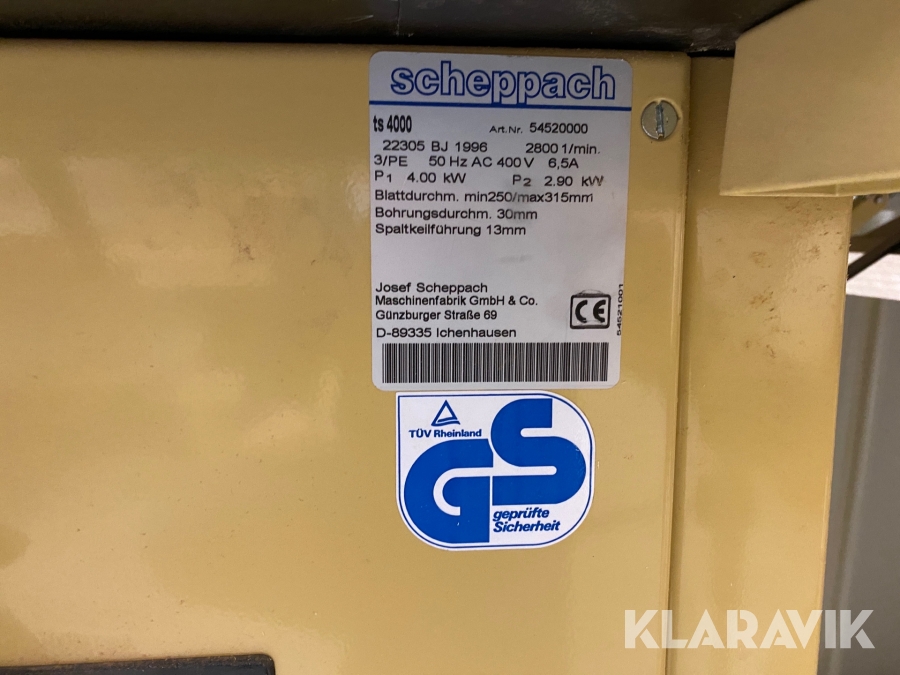 scheppach
ts 4000 Art.Nr. 54520000
22305 BJ 1996 2800 1/min.
3/PE 50 Hz AC 400 V 6,5A
P1 4.00 kW P2 2.90 kW
Blattdurchm. min250/max315mm
Bohrungsdurchm. 30mm
Spaltkeilführung 13mm
Josef Scheppach
Maschinenfabrik GmbH & Co.
Günzburger Straße 69
D-89335 Ichenhausen
CE
54521001
TÜV Rheinland
GS
geprüfte
Sicherheit
KLARAVIK